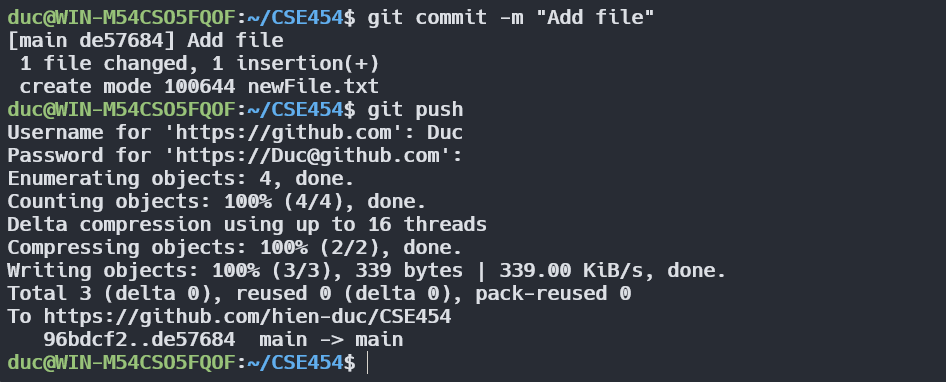 duc@WIN-M54CSO5FQOF:~/CSE454$ git commit -m "Add file"
[main de57684] Add file
 1 file changed, 1 insertion(+)
 create mode 100644 newFile.txt
duc@WIN-M54CSO5FQOF:~/CSE454$ git push
Username for 'https://github.com': Duc
Password for 'https://Duc@github.com':
Enumerating objects: 4, done.
Counting objects: 100% (4/4), done.
Delta compression using up to 16 threads
Compressing objects: 100% (2/2), done.
Writing objects: 100% (3/3), 339 bytes | 339.00 KiB/s, done.
Total 3 (delta 0), reused 0 (delta 0), pack-reused 0
To https://github.com/hien-duc/CSE454
   96bdcf2..de57684  main -> main
duc@WIN-M54CSO5FQOF:~/CSE454$